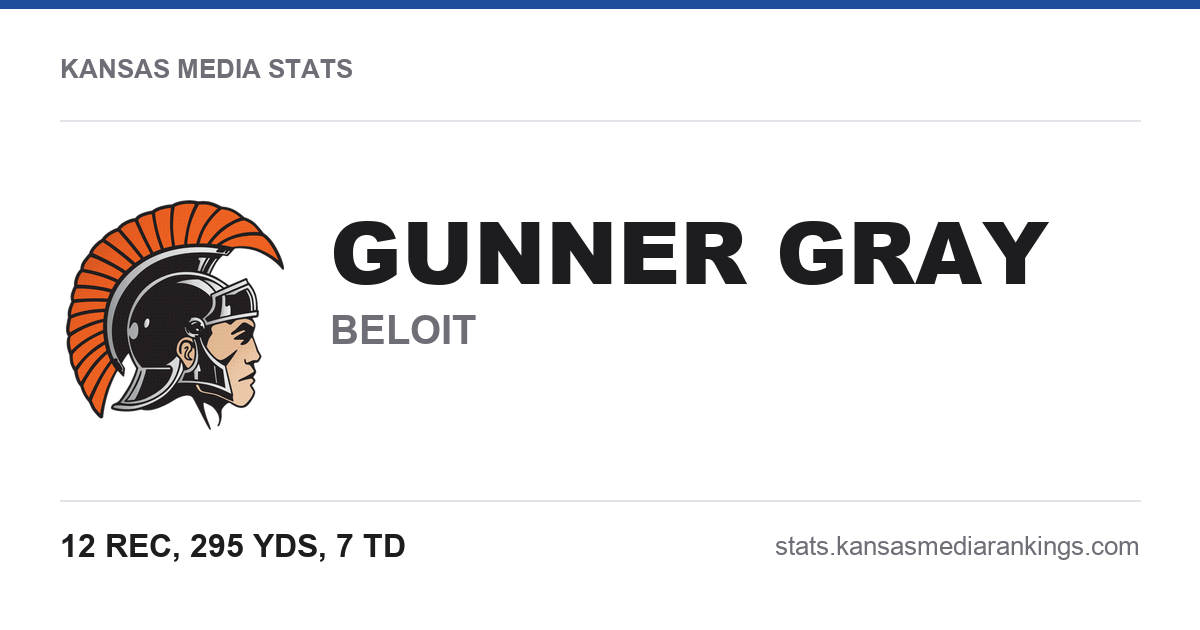 KANSAS MEDIA STATS
GUNNER GRAY
BELOIT
12 REC, 295 YDS, 7 TD
stats.kansasmediarankings.com